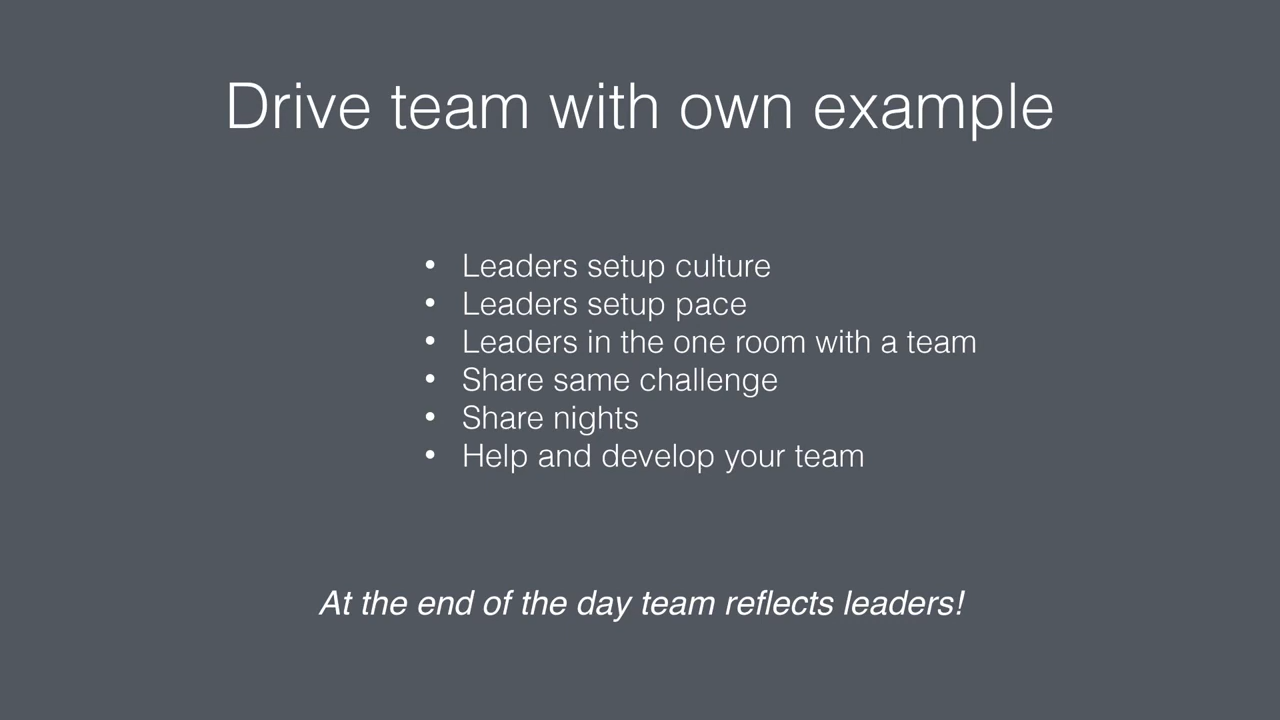 Drive team with own example
• Leaders setup culture
• Leaders setup pace
• Leaders in the one room with a team
• Share same challenge
• Share nights
• Help and develop your team
At the end of the day team reflects leaders!